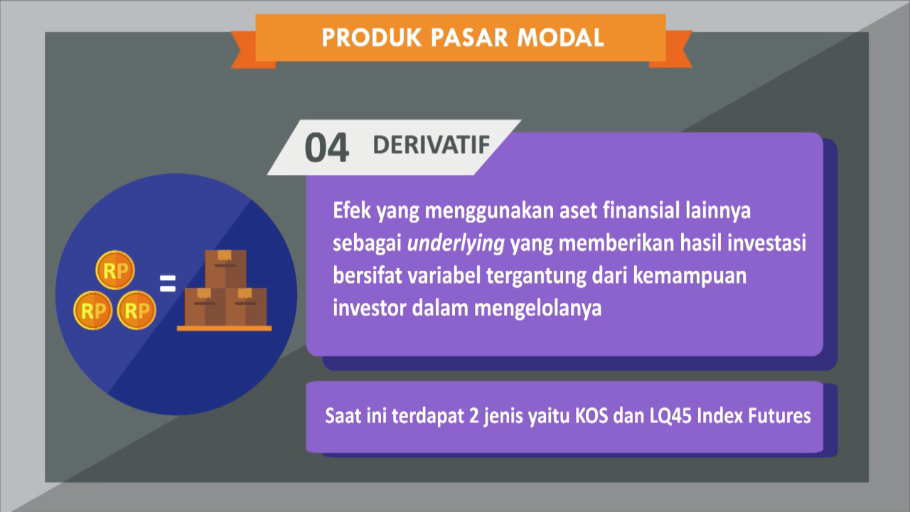 PRODUK PASAR MODAL
04 DERIVATIF
Efek yang menggunakan aset finansial lainnya
sebagai underlying yang memberikan hasil investasi
bersifat variabel tergantung dari kemampuan
investor dalam mengelolanya
RP
RP RP
=
Saat ini terdapat 2 jenis yaitu KOS dan LQ45 Index Futures